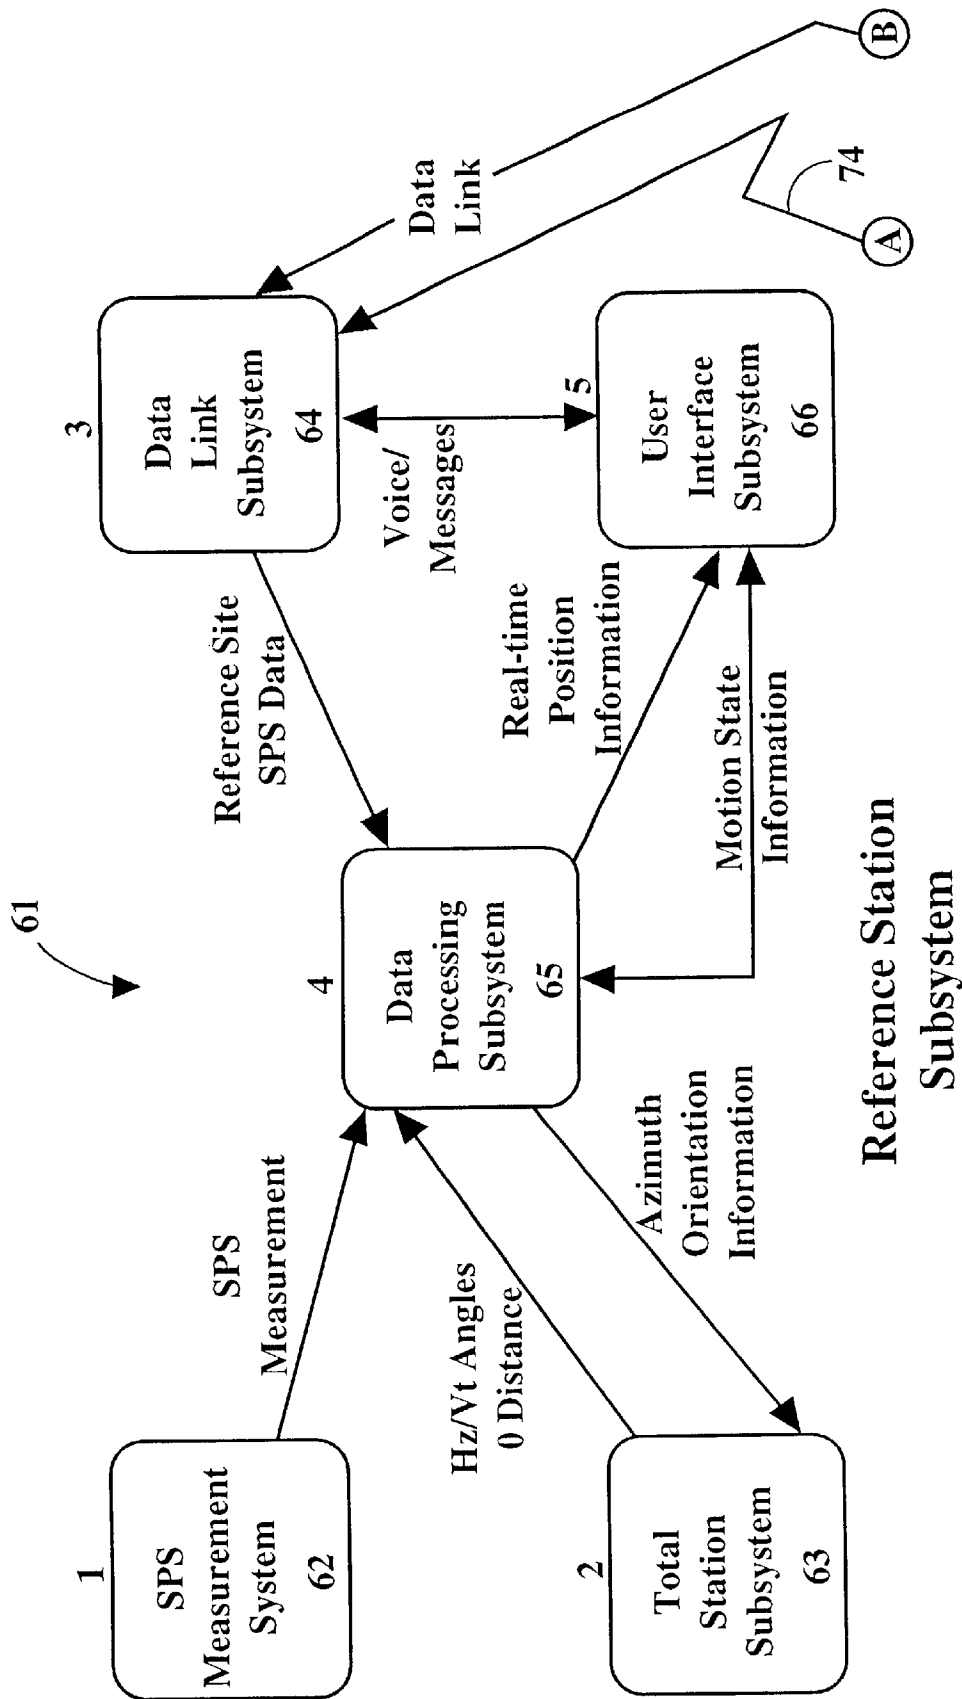 61
1
SPS
Measurement
System
62
SPS
Measurement
4
Data
Processing
Subsystem
65
Reference Site
SPS Data
3
Data
Link
Subsystem
64
Data
Link
B
A
74
Voice/
Messages
2
Total
Station
Subsystem
63
Hz/Vt Angles
0 Distance
Azimuth
Orientation
Information
Real-time
Position
Information
Motion State
Information
5
User
Interface
Subsystem
66
Reference Station
Subsystem